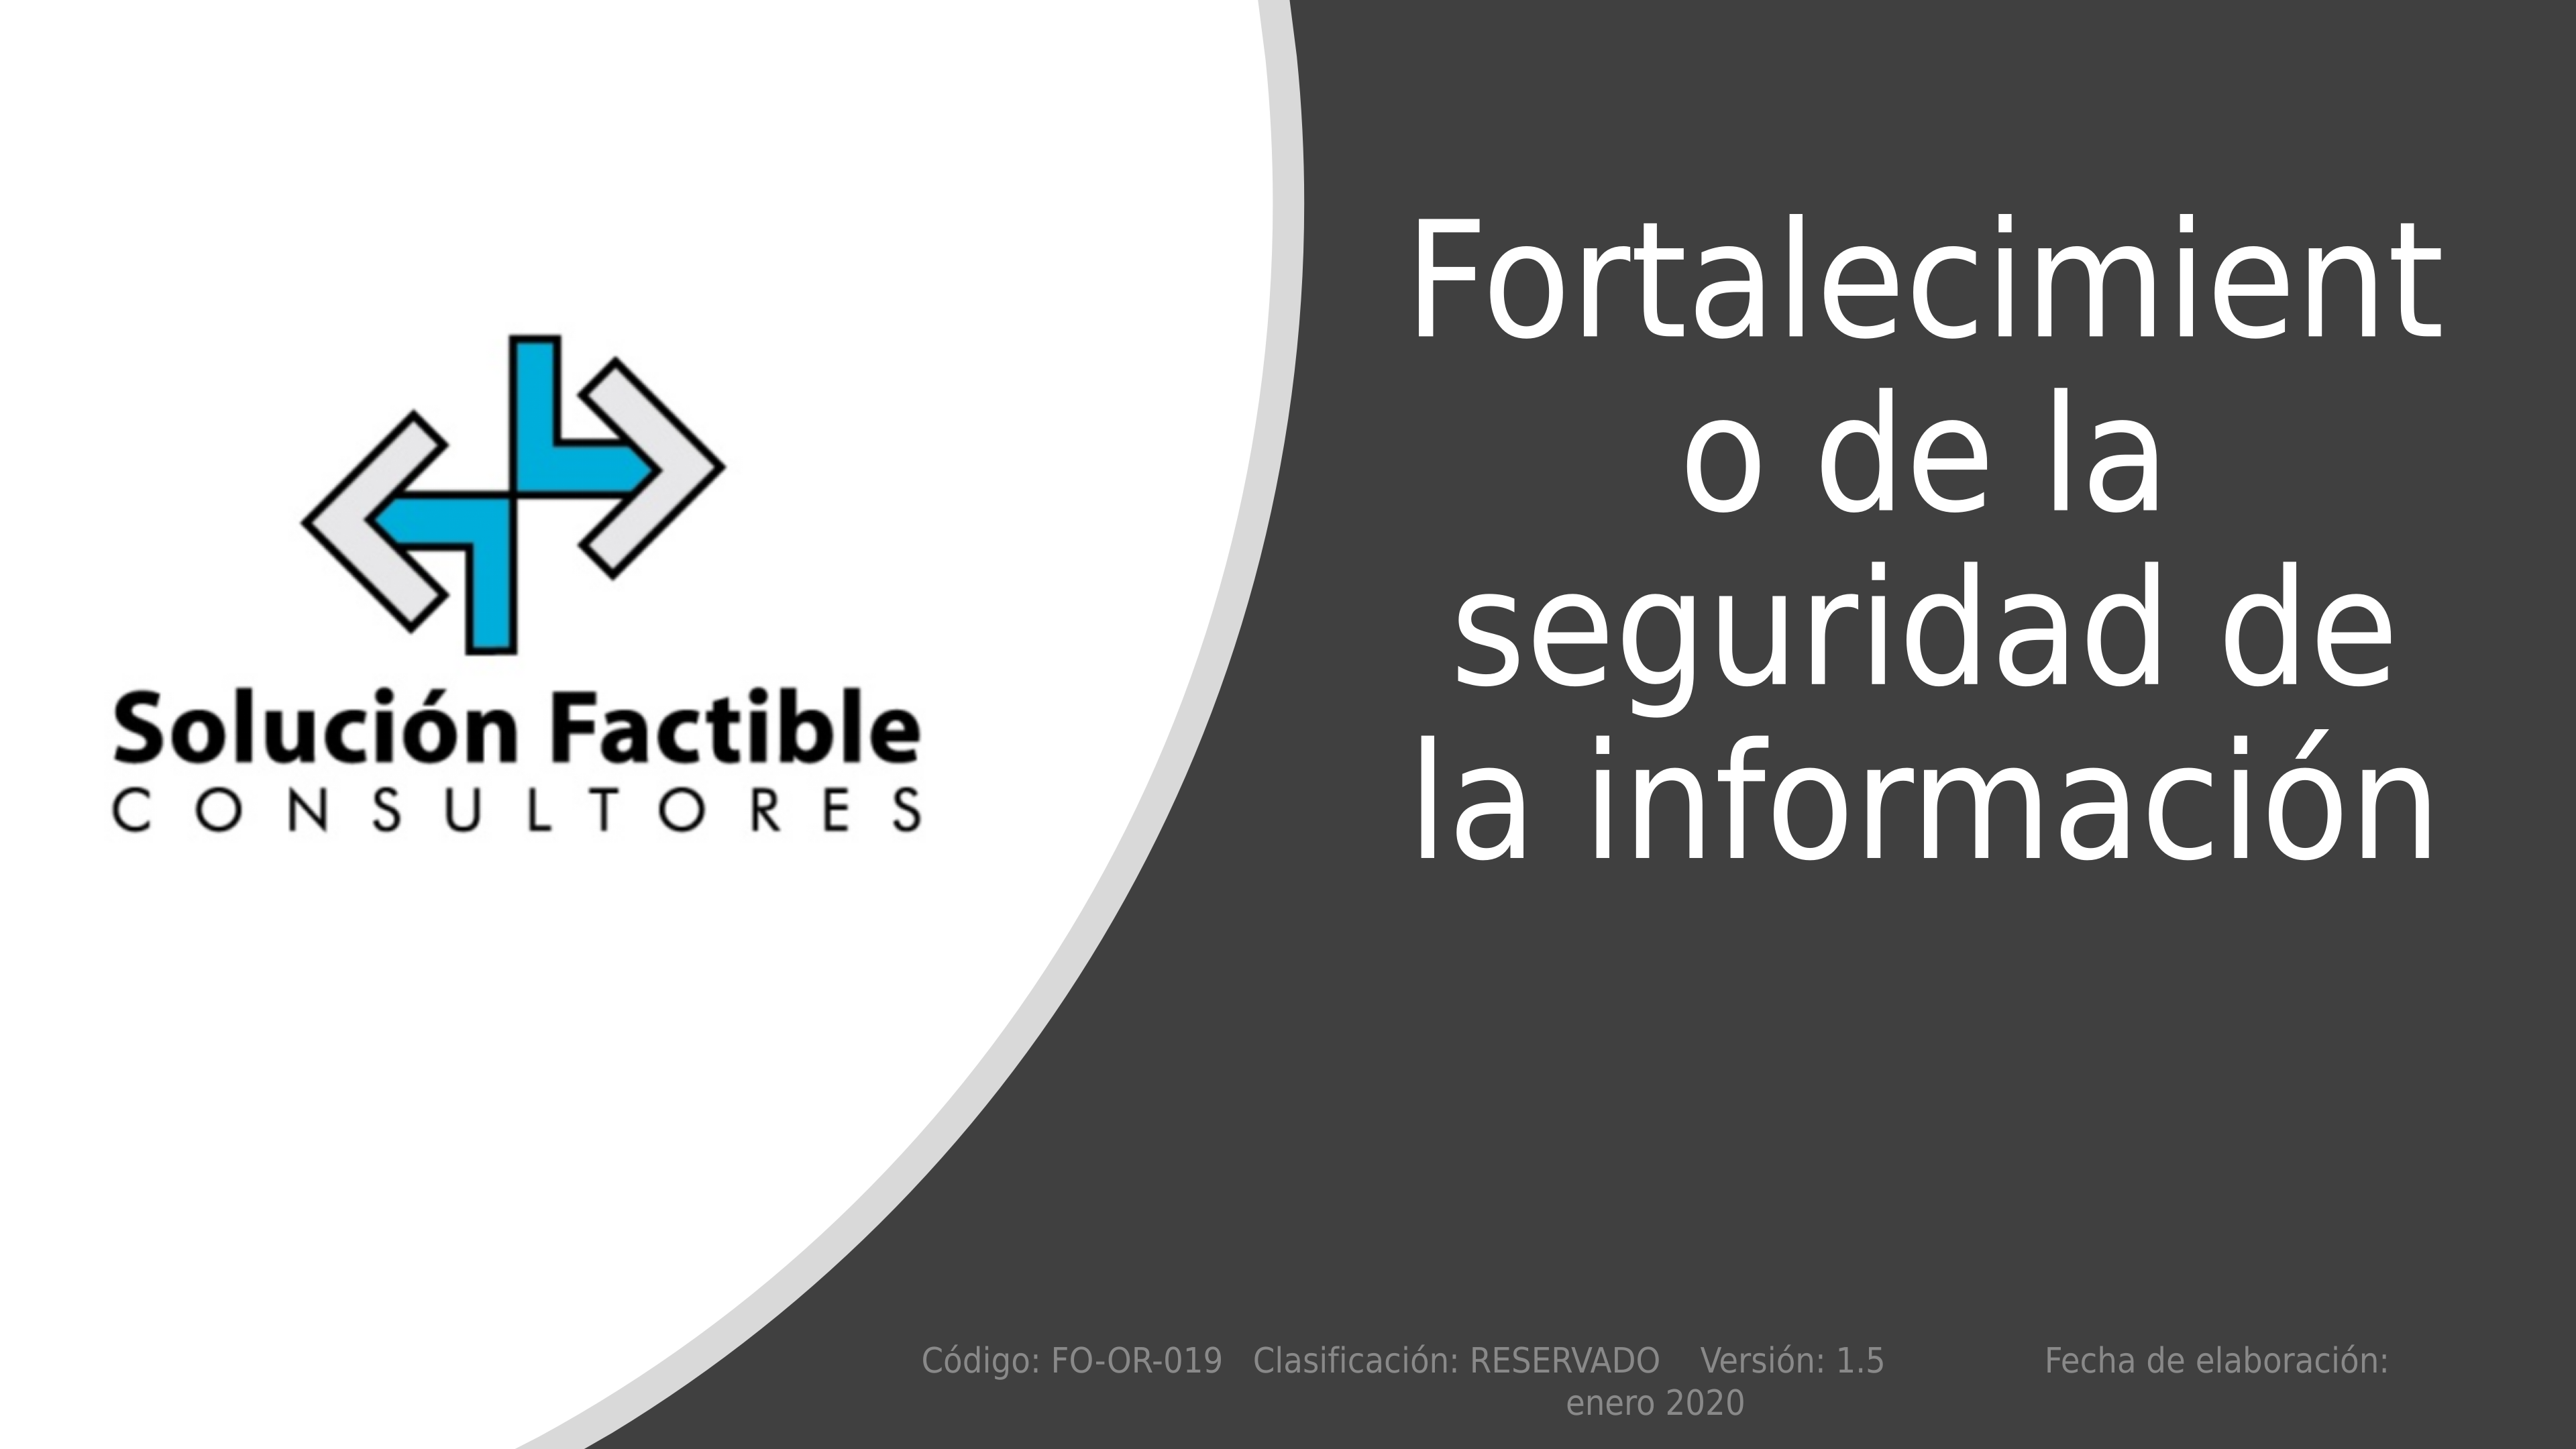 Solución Factible
CONSULTORES
Fortalecimient
o de la
seguridad de
la información
Código: FO-OR-019 Clasificación: RESERVADO Versión: 1.5 Fecha de elaboración:
enero 2020